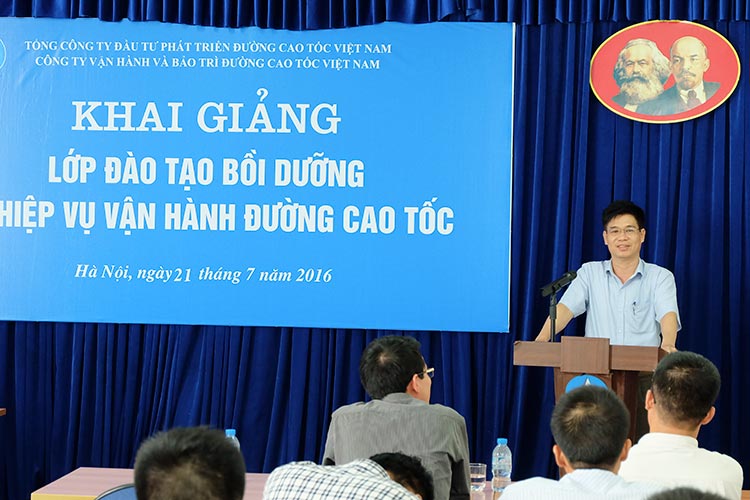 TỔNG CÔNG TY ĐẦU TƯ PHÁT TRIỂN ĐƯỜNG CAO TỐC VIỆT NAM
CÔNG TY VẬN HÀNH VÀ BẢO TRÌ ĐƯỜNG CAO TỐC VIỆT NAM
KHAI GIẢNG
LỚP ĐÀO TẠO BỒI DƯỠNG
HIỆP VỤ VẬN HÀNH ĐƯỜNG CAO TỐC
Hà Nội, ngày 21 tháng 7 năm 2016